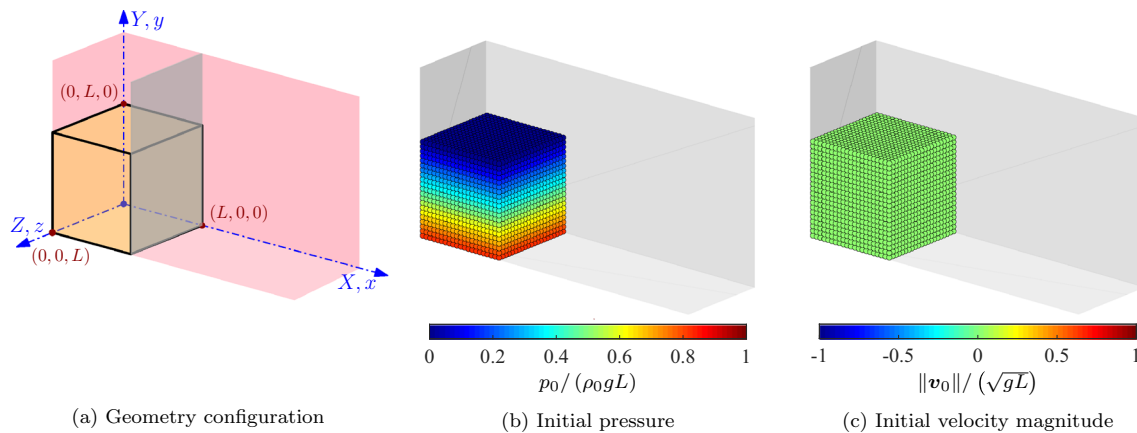 Y, y
(0, L, 0)
(L, 0, 0)
Z, z
(0, 0, L)
X, x
0 0.2 0.4 0.6 0.8 1
p₀/ (ρ₀gL)
-1 -0.5 0 0.5 1
‖v₀‖/ (√gL)
(a) Geometry configuration
(b) Initial pressure
(c) Initial velocity magnitude